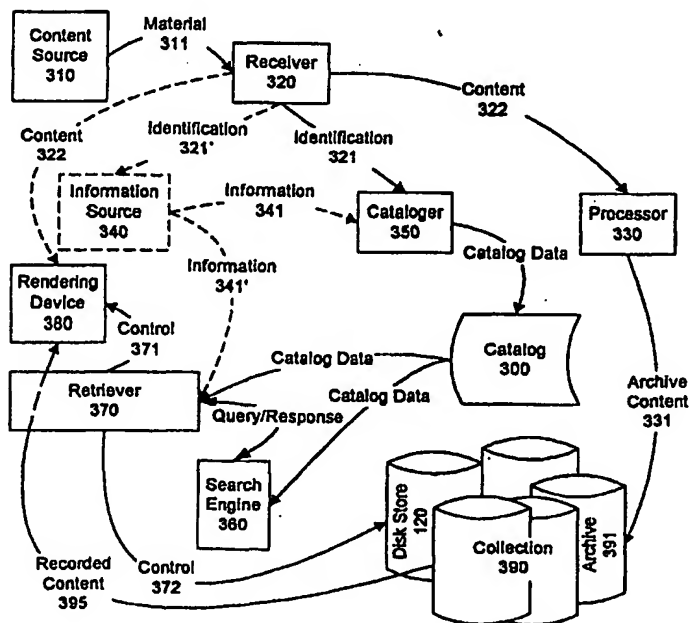 Content
Source
310
Material
311
Receiver
320
Content
322
Content
322
Identification
321'
Identification
321
Information
Source
340
Information
341
Cataloger
350
Processor
330
Information
341'
Catalog Data
Rendering
Device
380
Control
371
Catalog
300
Catalog Data
Catalog Data
Retriever
370
Query/Response
Archive
Content
331
Search
Engine
360
Disk Store
120
Collection
390
Archive
391
Recorded
Content
395
Control
372